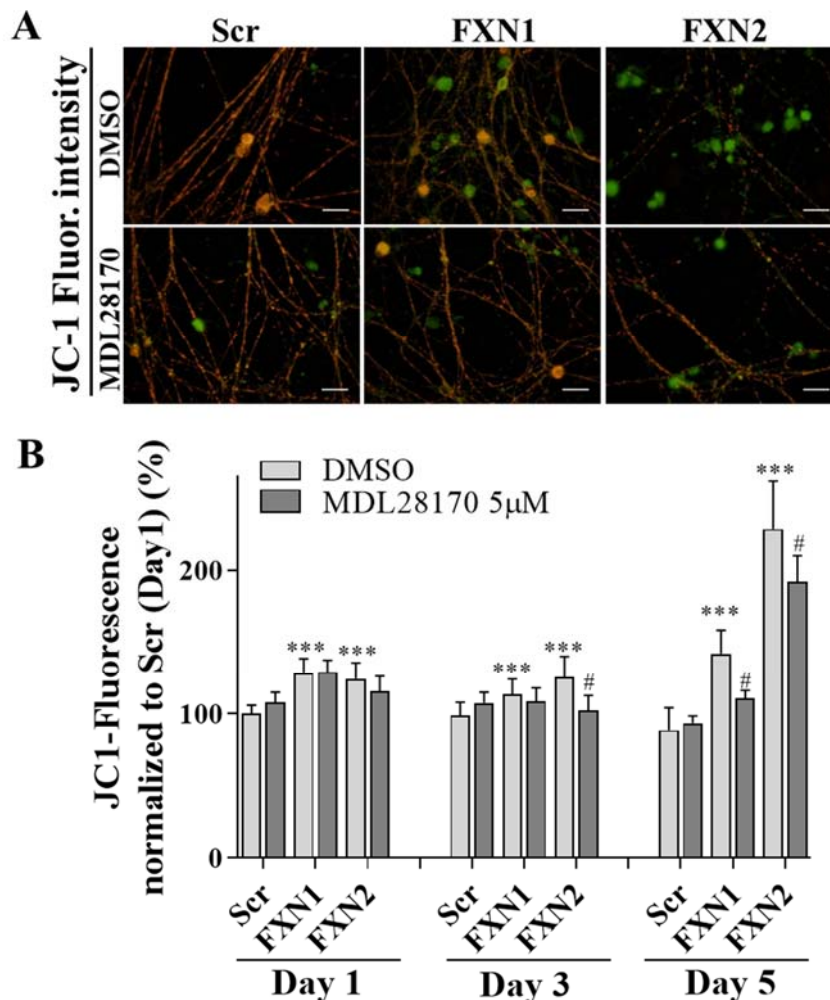 A
Scr
FXN1
FXN2
JC-1 Fluor. intensity
DMSO
MDL28170
B
JC1-Fluorescence
normalized to Scr (Day1) (%)
DMSO
MDL28170 5μM
200
100
0
*** ***
*** *** #
*** # *** #
Scr FXN1 FXN2
Scr FXN1 FXN2
Scr FXN1 FXN2
Day 1 Day 3 Day 5